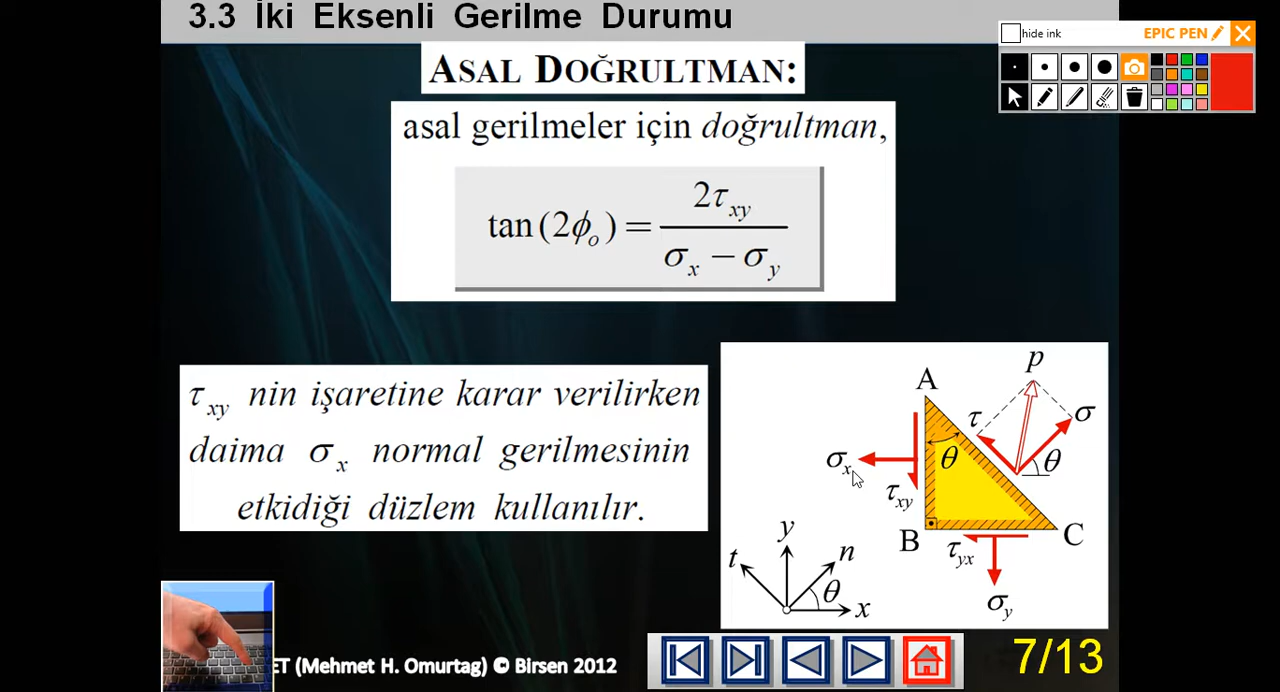 3.3 İki Eksenli Gerilme Durumu
hide ink
EPIC PEN
ASAL DOĞRULTMAN:
asal gerilmeler için doğrultman,
tan(2ϕₒ) = 2τxy / (σx − σy)
τxy nin işaretine karar verilirken
daima σx normal gerilmesinin
etkidiği düzlem kullanılır.
p
A
τ
σ
θ
θ
σx
τxy
B
C
τyx
σy
y
t
n
θ
x
ET (Mehmet H. Omurtag) © Birsen 2012
7/13